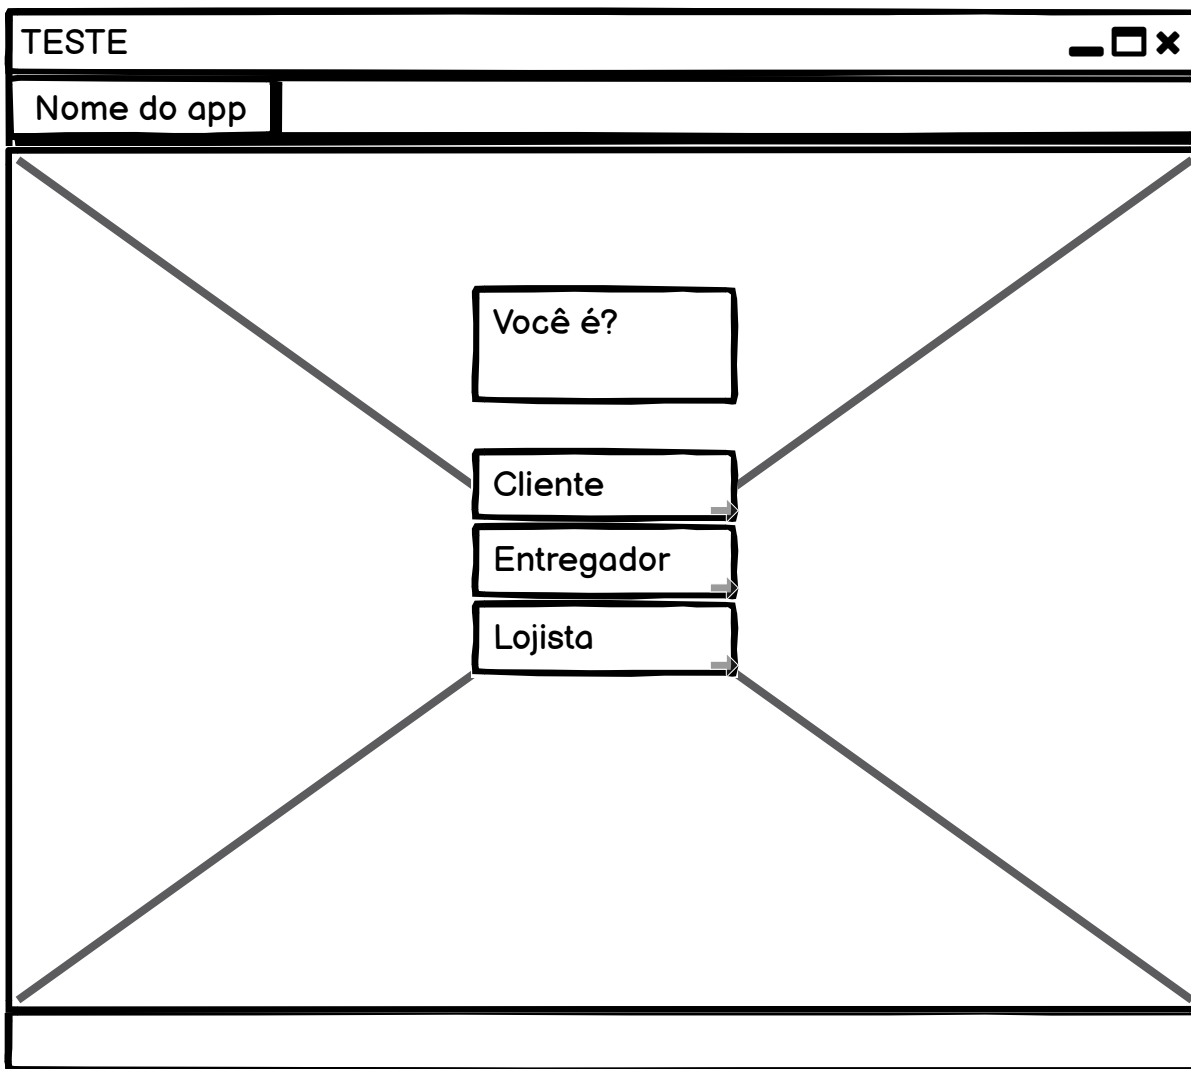 TESTE
Nome do app
Você é?
Cliente
Entregador
Lojista